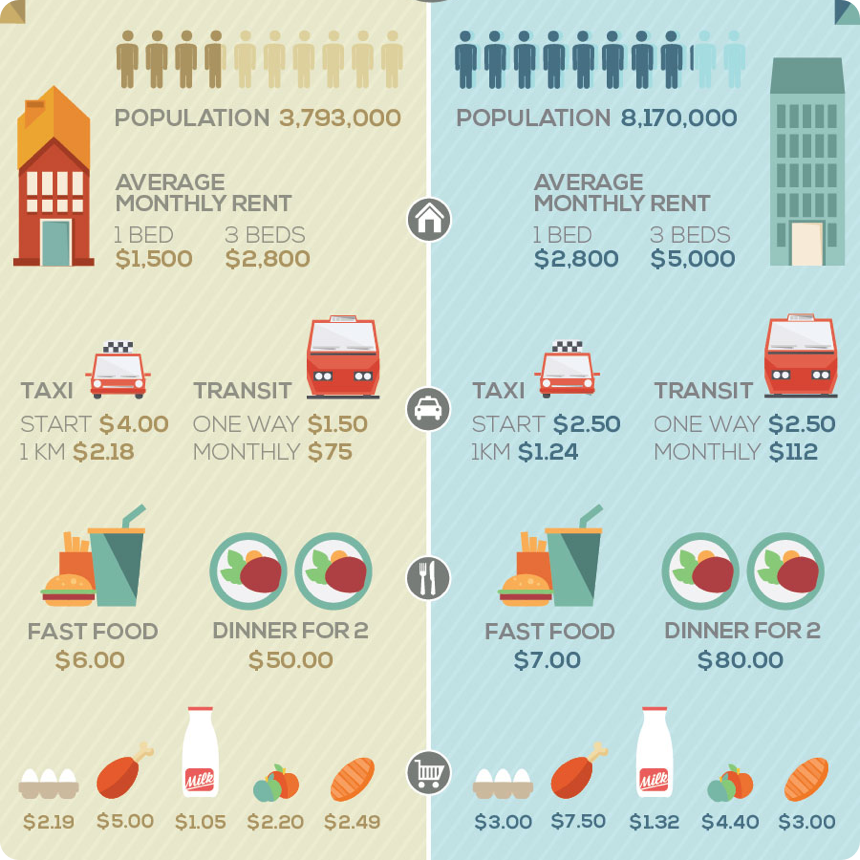 POPULATION 3,793,000
AVERAGE
MONTHLY RENT
1 BED 3 BEDS
$1,500 $2,800
TAXI TRANSIT
START $4.00 ONE WAY $1.50
1 KM $2.18 MONTHLY $75
FAST FOOD DINNER FOR 2
$6.00 $50.00
Milk
$2.19 $5.00 $1.05 $2.20 $2.49
POPULATION 8,170,000
AVERAGE
MONTHLY RENT
1 BED 3 BEDS
$2,800 $5,000
TAXI TRANSIT
START $2.50 ONE WAY $2.50
1KM $1.24 MONTHLY $112
FAST FOOD DINNER FOR 2
$7.00 $80.00
Milk
$3.00 $7.50 $1.32 $4.40 $3.00